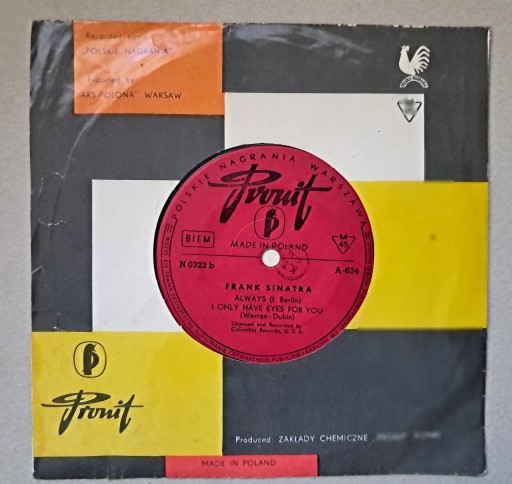 Recorded by
„POLSKIE NAGRANIA”
Exported by
„ARS POLONA” WARSAW
POLSKIE NAGRANIA WARSZAWA
Pronit
BIEM
M
45
MADE IN POLAND
N 0322 b
A-634
FRANK SINATRA
ALWAYS (I. Berlin)
I ONLY HAVE EYES FOR YOU
(Warren - Dubin)
Licensed and Recorded by
Columbia Records, U. S. A.
Pronit
Produced: ZAKŁADY CHEMICZNE
MADE IN POLAND